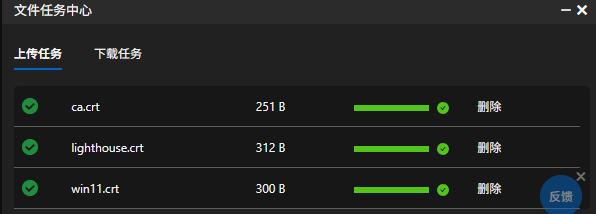 文件任务中心
上传任务 下载任务
ca.crt 251 B 删除
lighthouse.crt 312 B 删除
win11.crt 300 B 删除
反馈